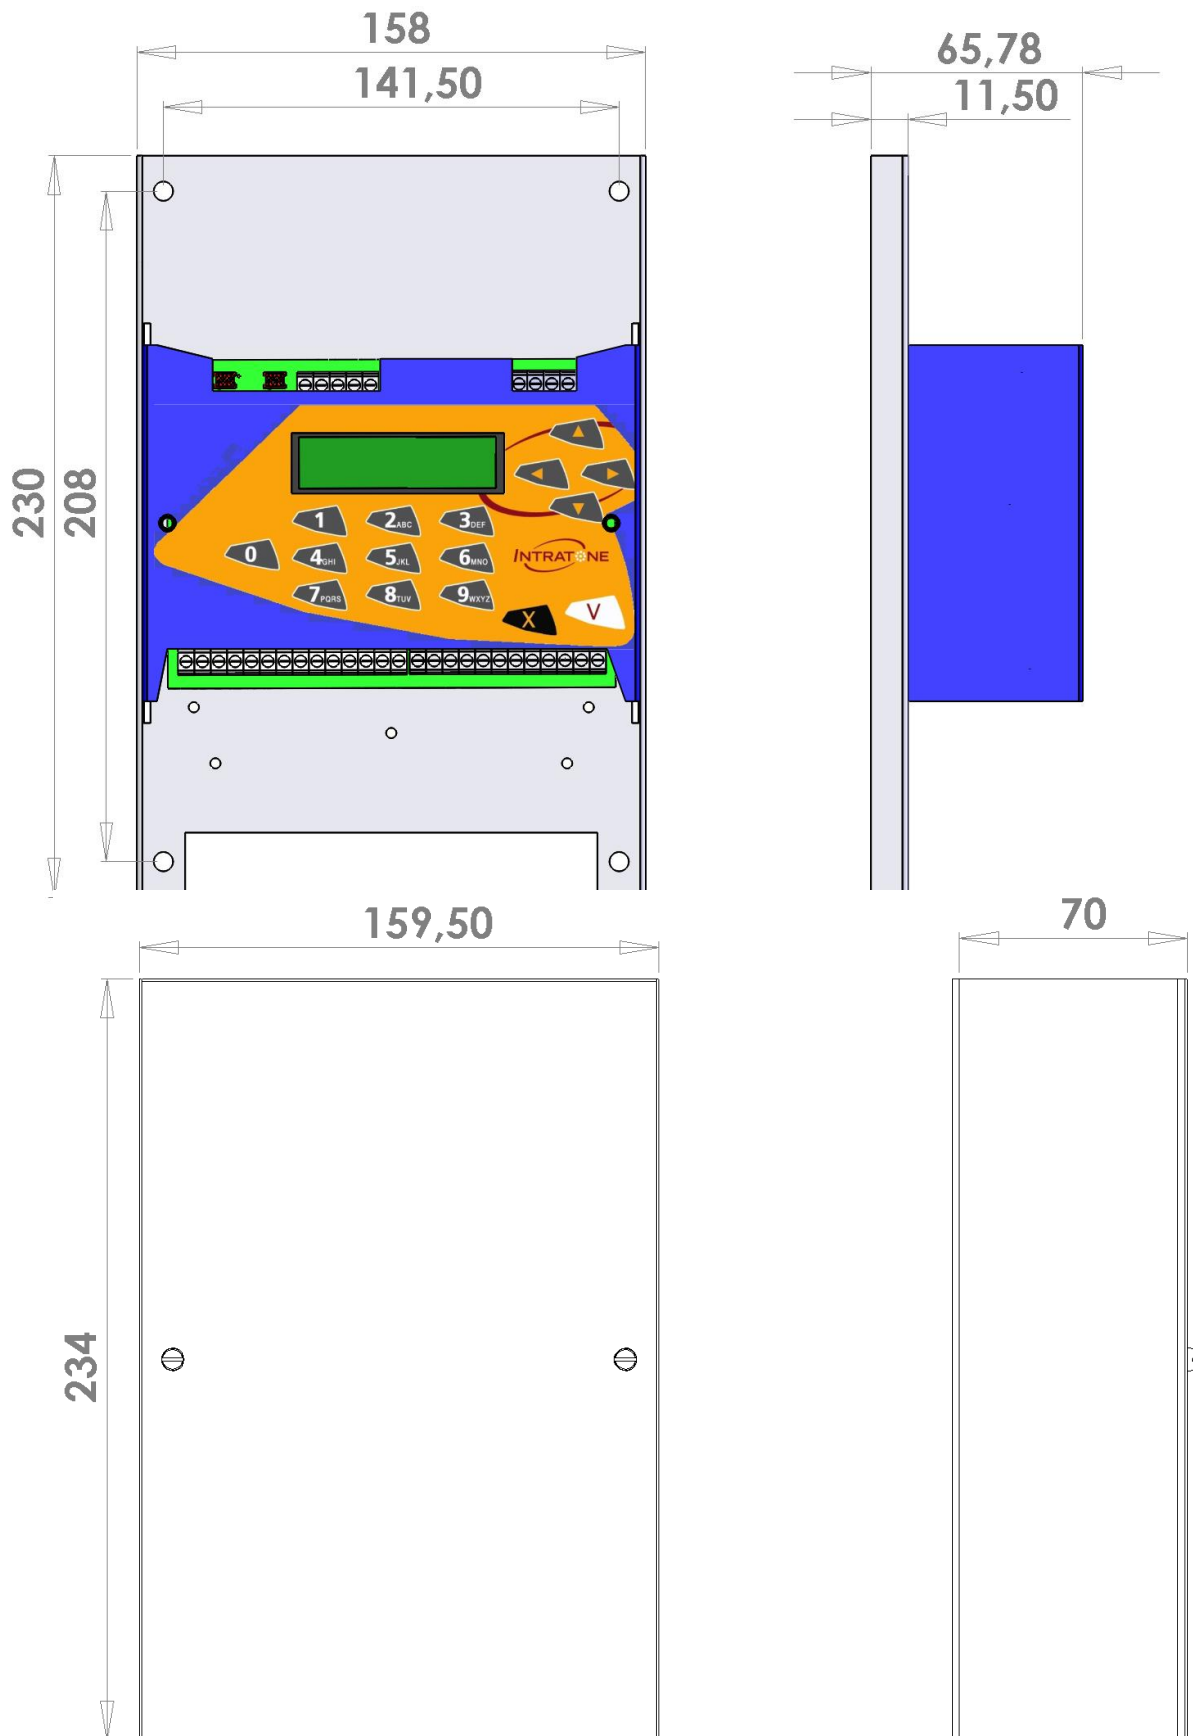 158
141,50
65,78
11,50
230
208
1
2ABC
3DEF
0
4GHI
5JKL
6MNO
INTRATONE
7PQRS
8TUV
9WXYZ
X
V
159,50
70
234